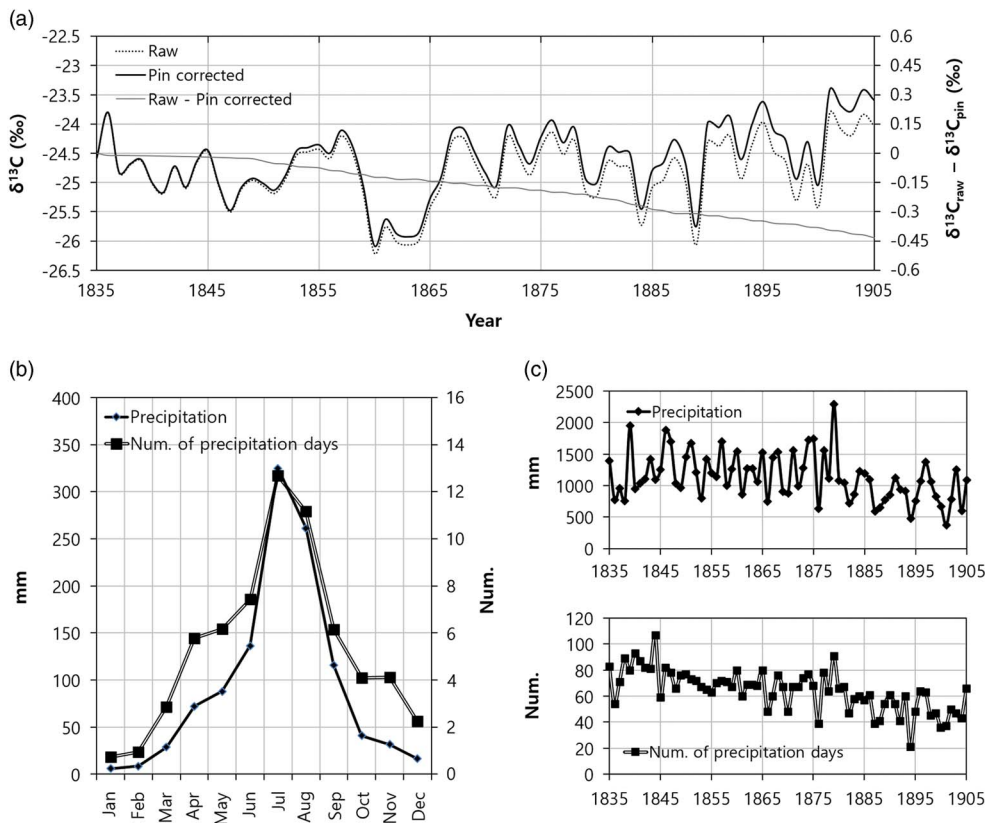 (a)
-22.5
-23
-23.5
-24
-24.5
-25
-25.5
-26
-26.5
δ¹³C (‰)
Raw
Pin corrected
Raw - Pin corrected
0.6
0.45
0.3
0.15
0
-0.15
-0.3
-0.45
-0.6
δ¹³Craw – δ¹³Cpin (‰)
1835 1845 1855 1865 1875 1885 1895 1905
Year
(b)
400
350
300
250
200
150
100
50
0
mm
Precipitation
Num. of precipitation days
16
14
12
10
8
6
4
2
0
Num.
Jan Feb Mar Apr May Jun Jul Aug Sep Oct Nov Dec
(c)
2500
2000
1500
1000
500
0
mm
Precipitation
1835 1845 1855 1865 1875 1885 1895 1905
120
100
80
60
40
20
0
Num.
Num. of precipitation days
1835 1845 1855 1865 1875 1885 1895 1905